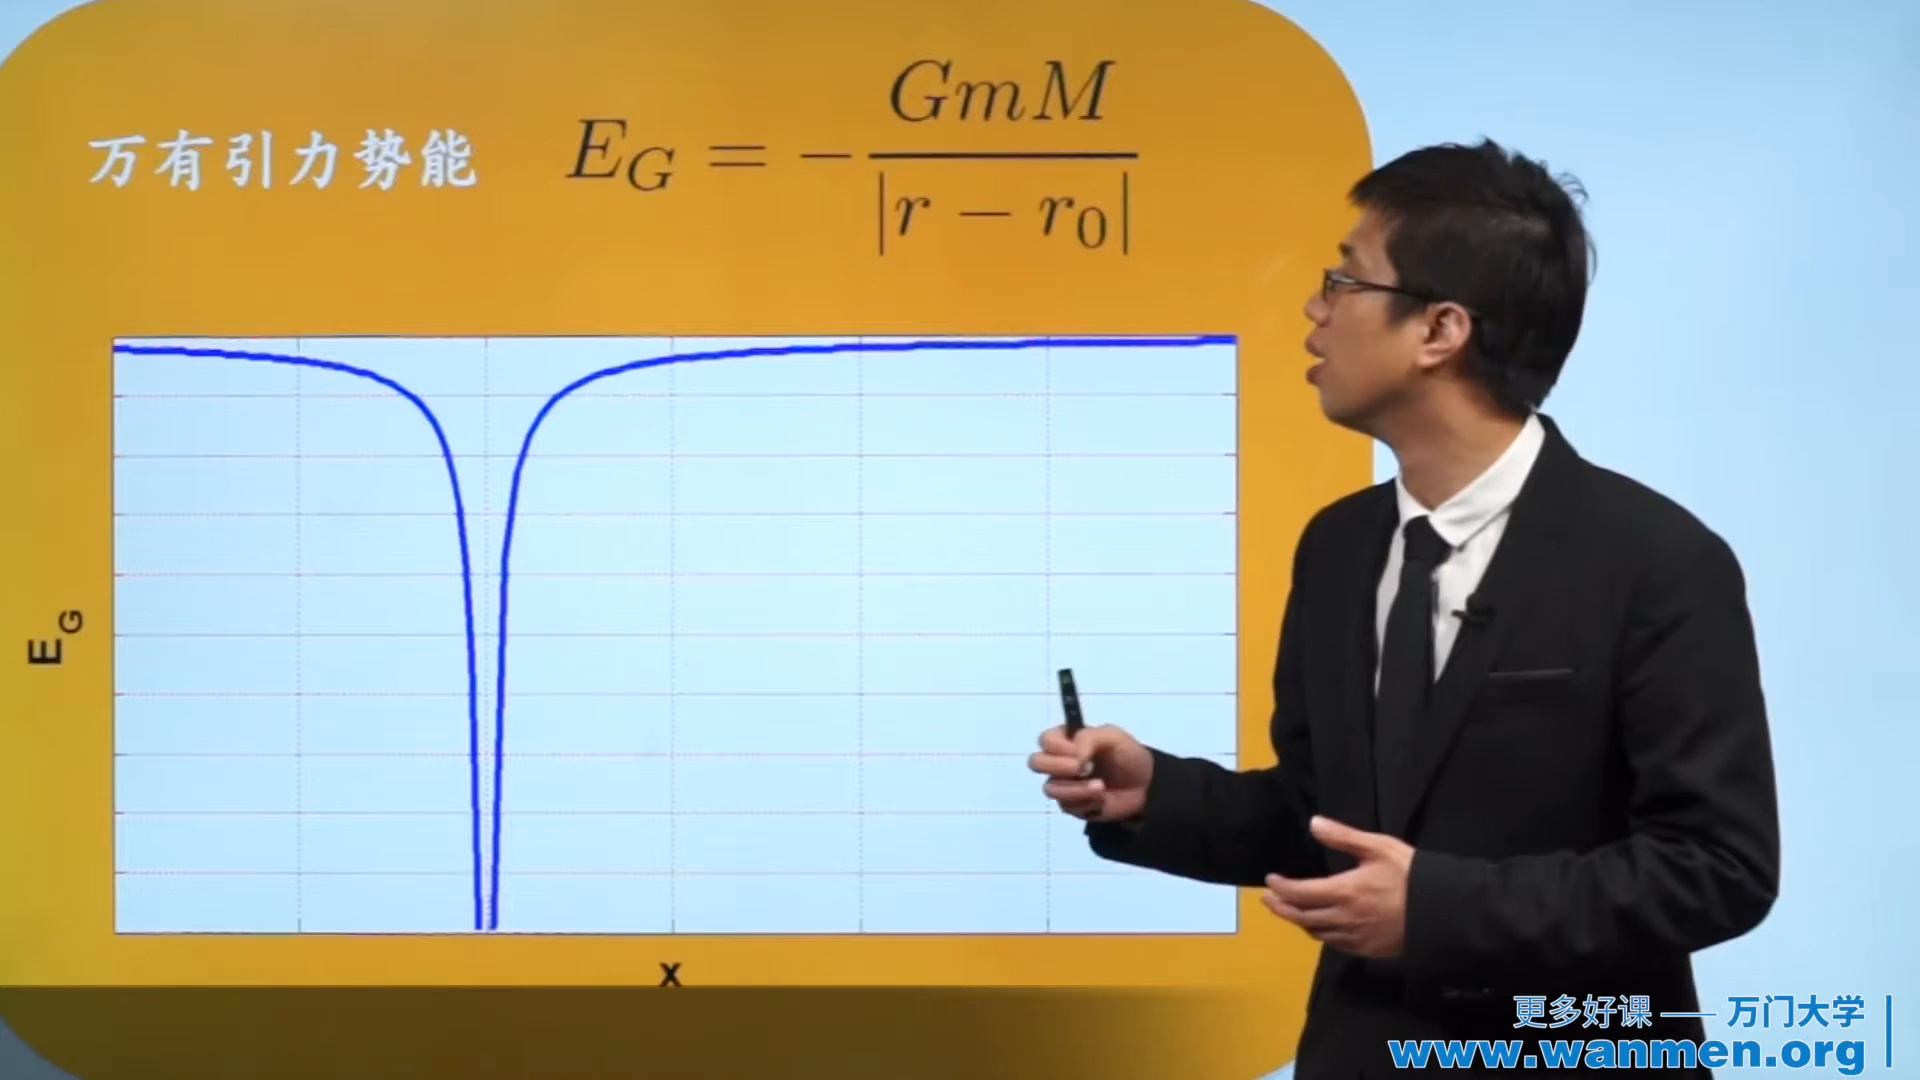 万有引力势能
E_G = - \frac{GmM}{|r - r_0|}
E_G
x
更多好课 —— 万门大学
www.wanmen.org